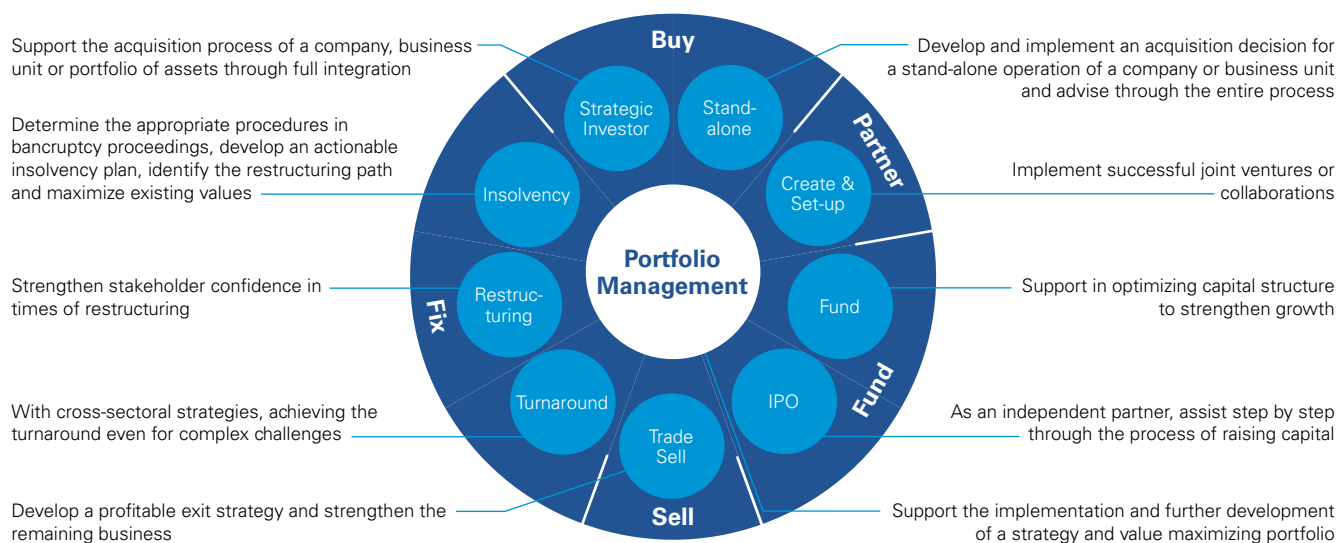 Support the acquisition process of a company, business
unit or portfolio of assets through full integration
Determine the appropriate procedures in
bancruptcy proceedings, develop an actionable
insolvency plan, identify the restructuring path
and maximize existing values
Strengthen stakeholder confidence in
times of restructuring
With cross-sectoral strategies, achieving the
turnaround even for complex challenges
Develop a profitable exit strategy and strengthen the
remaining business
Buy
Strategic
Investor
Stand-
alone
Partner
Create &
Set-up
Insolvency
Portfolio
Management
Fund
Restruc-
turing
Fix
Fund
IPO
Turnaround
Trade
Sell
Sell
Develop and implement an acquisition decision for
a stand-alone operation of a company or business unit
and advise through the entire process
Implement successful joint ventures or
collaborations
Support in optimizing capital structure
to strengthen growth
As an independent partner, assist step by step
through the process of raising capital
Support the implementation and further development
of a strategy and value maximizing portfolio